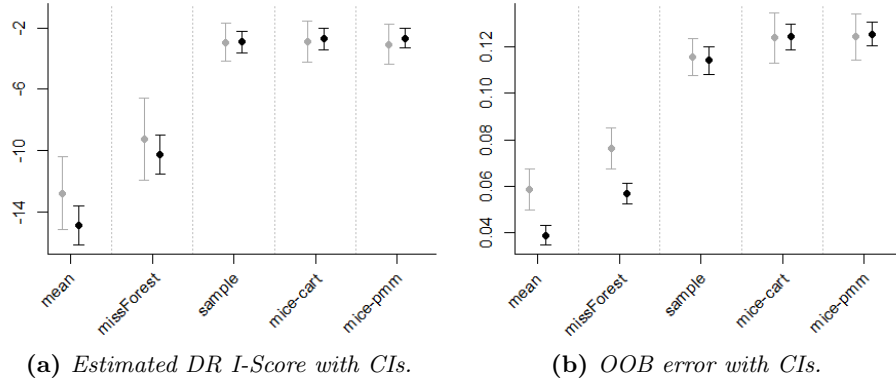 -2
-6
-10
-14
mean
missForest
sample
mice-cart
mice-pmm
(a) Estimated DR I-Score with CIs.
0.12
0.10
0.08
0.06
0.04
mean
missForest
sample
mice-cart
mice-pmm
(b) OOB error with CIs.